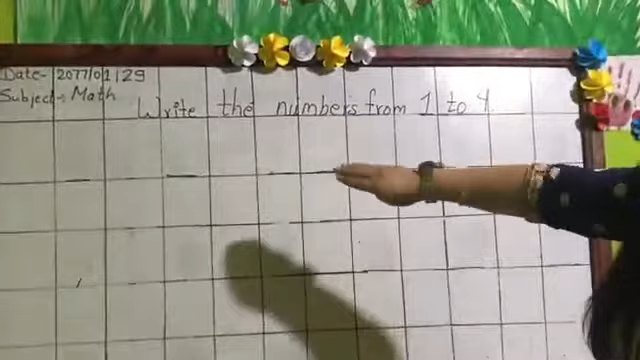 Date- 2077/01/29
Subject:- Math
Write the numbers from 1 to 4.